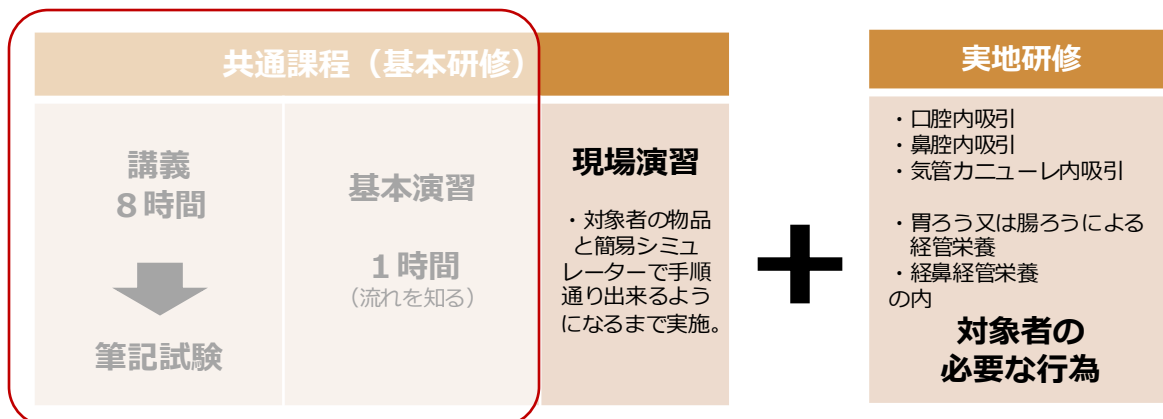 共通課程（基本研修）
講義
８時間
筆記試験
基本演習
１時間
（流れを知る）
現場演習
・対象者の物品
と簡易シミュ
レーターで手順
通り出来るよう
になるまで実施。
実地研修
・口腔内吸引
・鼻腔内吸引
・気管カニューレ内吸引
・胃ろう又は腸ろうによる
経管栄養
・経鼻経管栄養
の内
対象者の
必要な行為